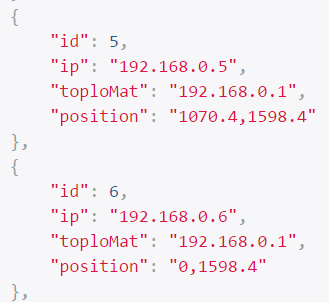 {
"id": 5,
"ip": "192.168.0.5",
"toploMat": "192.168.0.1",
"position": "1070.4,1598.4"
},
{
"id": 6,
"ip": "192.168.0.6",
"toploMat": "192.168.0.1",
"position": "0,1598.4"
},